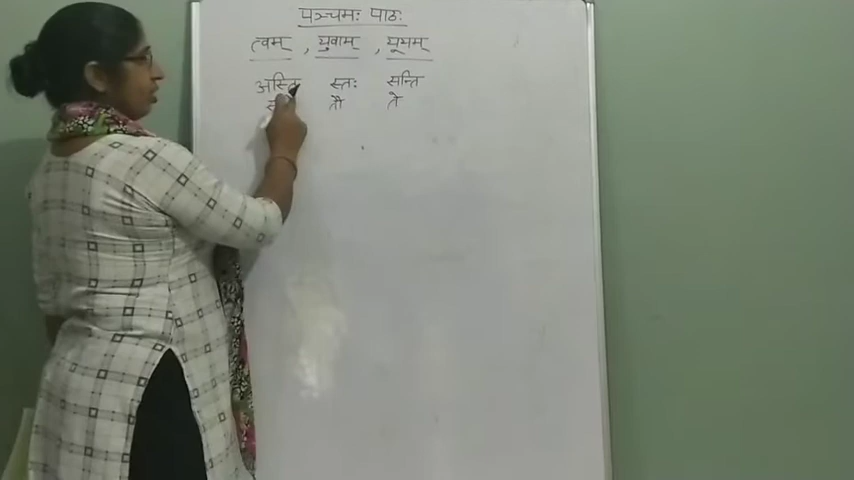 पञ्चमः पाठः
त्वम् , युवाम् , यूयम्
अस्ति स्तः सन्ति
तौ ते